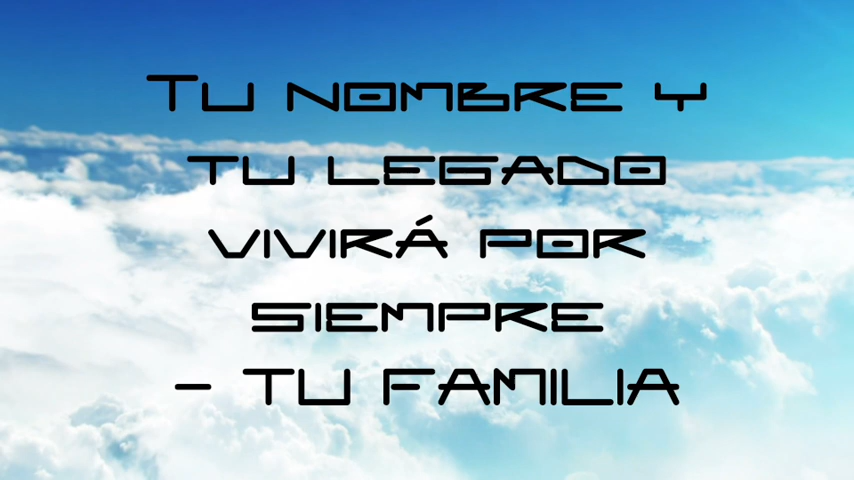 Tu nombre y
tu legado
vivirá por
siempre
- tu familia